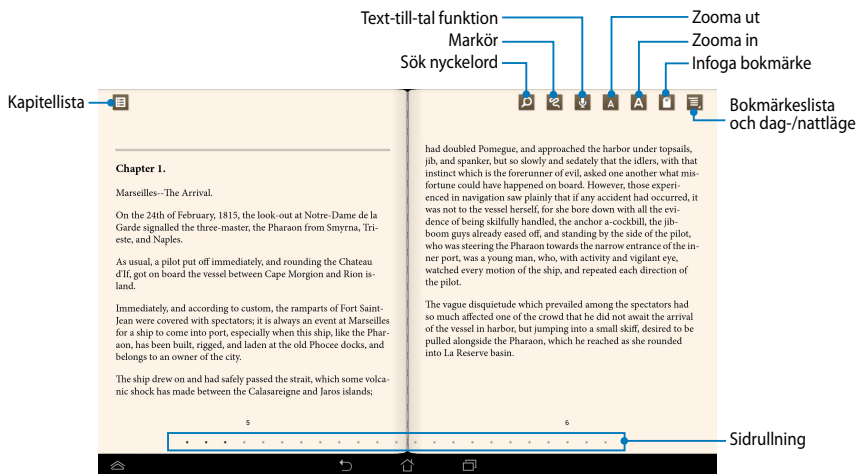 Text-till-tal funktion
Markör
Sök nyckelord
Zooma ut
Zooma in
Infoga bokmärke
Kapitellista
Bokmärkeslista
och dag-/nattläge
A
A
Chapter 1.
Marseilles--The Arrival.
On the 24th of February, 1815, the look-out at Notre-Dame de la
Garde signalled the three-master, the Pharaon from Smyrna, Tri-
este, and Naples.
As usual, a pilot put off immediately, and rounding the Chateau
d'If, got on board the vessel between Cape Morgion and Rion is-
land.
Immediately, and according to custom, the ramparts of Fort Saint-
Jean were covered with spectators; it is always an event at Marseilles
for a ship to come into port, especially when this ship, like the Phar-
aon, has been built, rigged, and laden at the old Phocee docks, and
belongs to an owner of the city.
The ship drew on and had safely passed the strait, which some volca-
nic shock has made between the Calasareigne and Jaros islands;
5
had doubled Pomegue, and approached the harbor under topsails,
jib, and spanker, but so slowly and sedately that the idlers, with that
instinct which is the forerunner of evil, asked one another what mis-
fortune could have happened on board. However, those experi-
enced in navigation saw plainly that if any accident had occurred, it
was not to the vessel herself, for she bore down with all the evi-
dence of being skilfully handled, the anchor a-cockbill, the jib-
boom guys already eased off, and standing by the side of the pilot,
who was steering the Pharaon towards the narrow entrance of the in-
ner port, was a young man, who, with activity and vigilant eye,
watched every motion of the ship, and repeated each direction of
the pilot.
The vague disquietude which prevailed among the spectators had
so much affected one of the crowd that he did not await the arrival
of the vessel in harbor, but jumping into a small skiff, desired to be
pulled alongside the Pharaon, which he reached as she rounded
into La Reserve basin.
6
Sidrullning